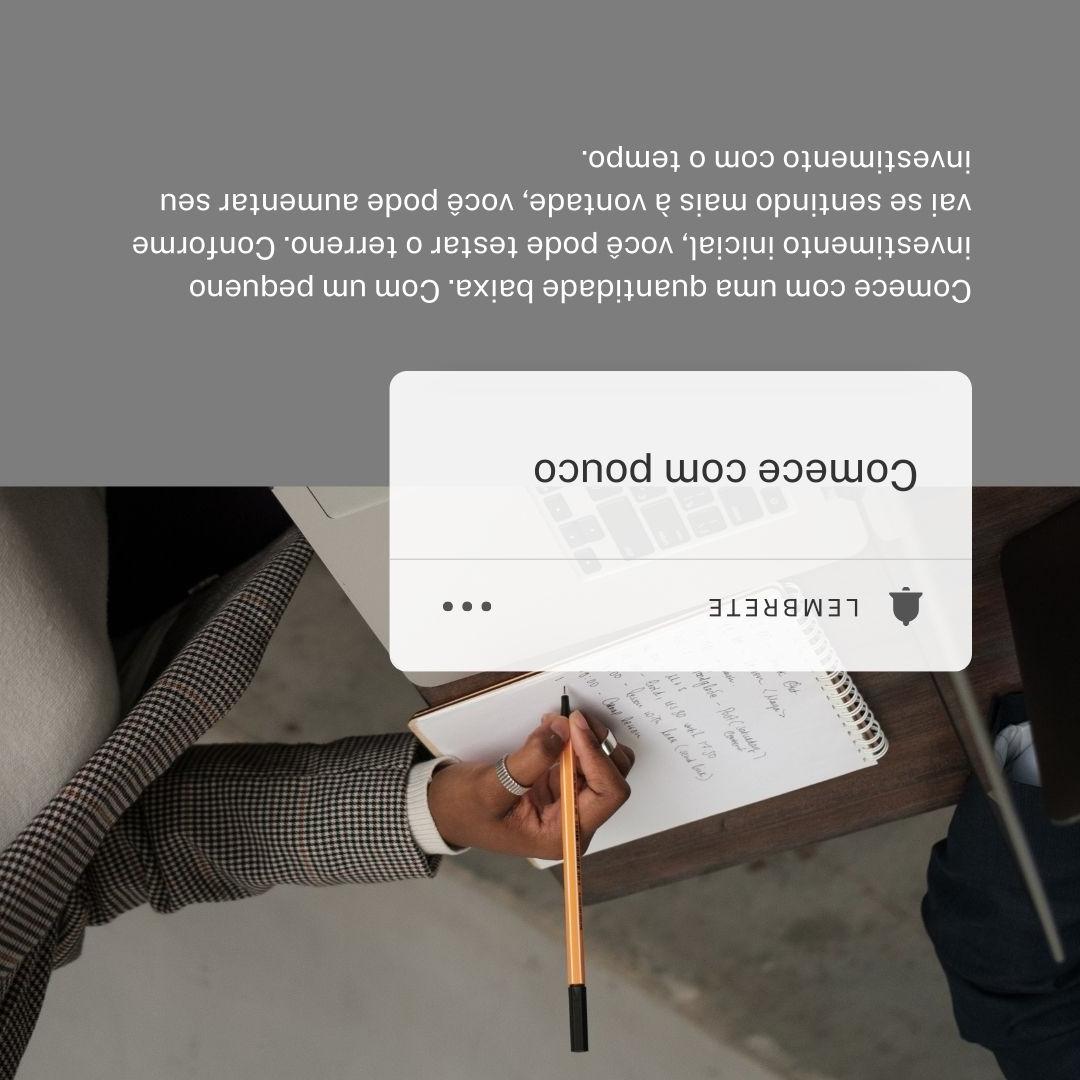 LEMBRETE
Comece com pouco
Comece com uma quantidade baixa. Com um pequeno
investimento inicial, você pode testar o terreno. Conforme
vai se sentindo mais à vontade, você pode aumentar seu
investimento com o tempo.